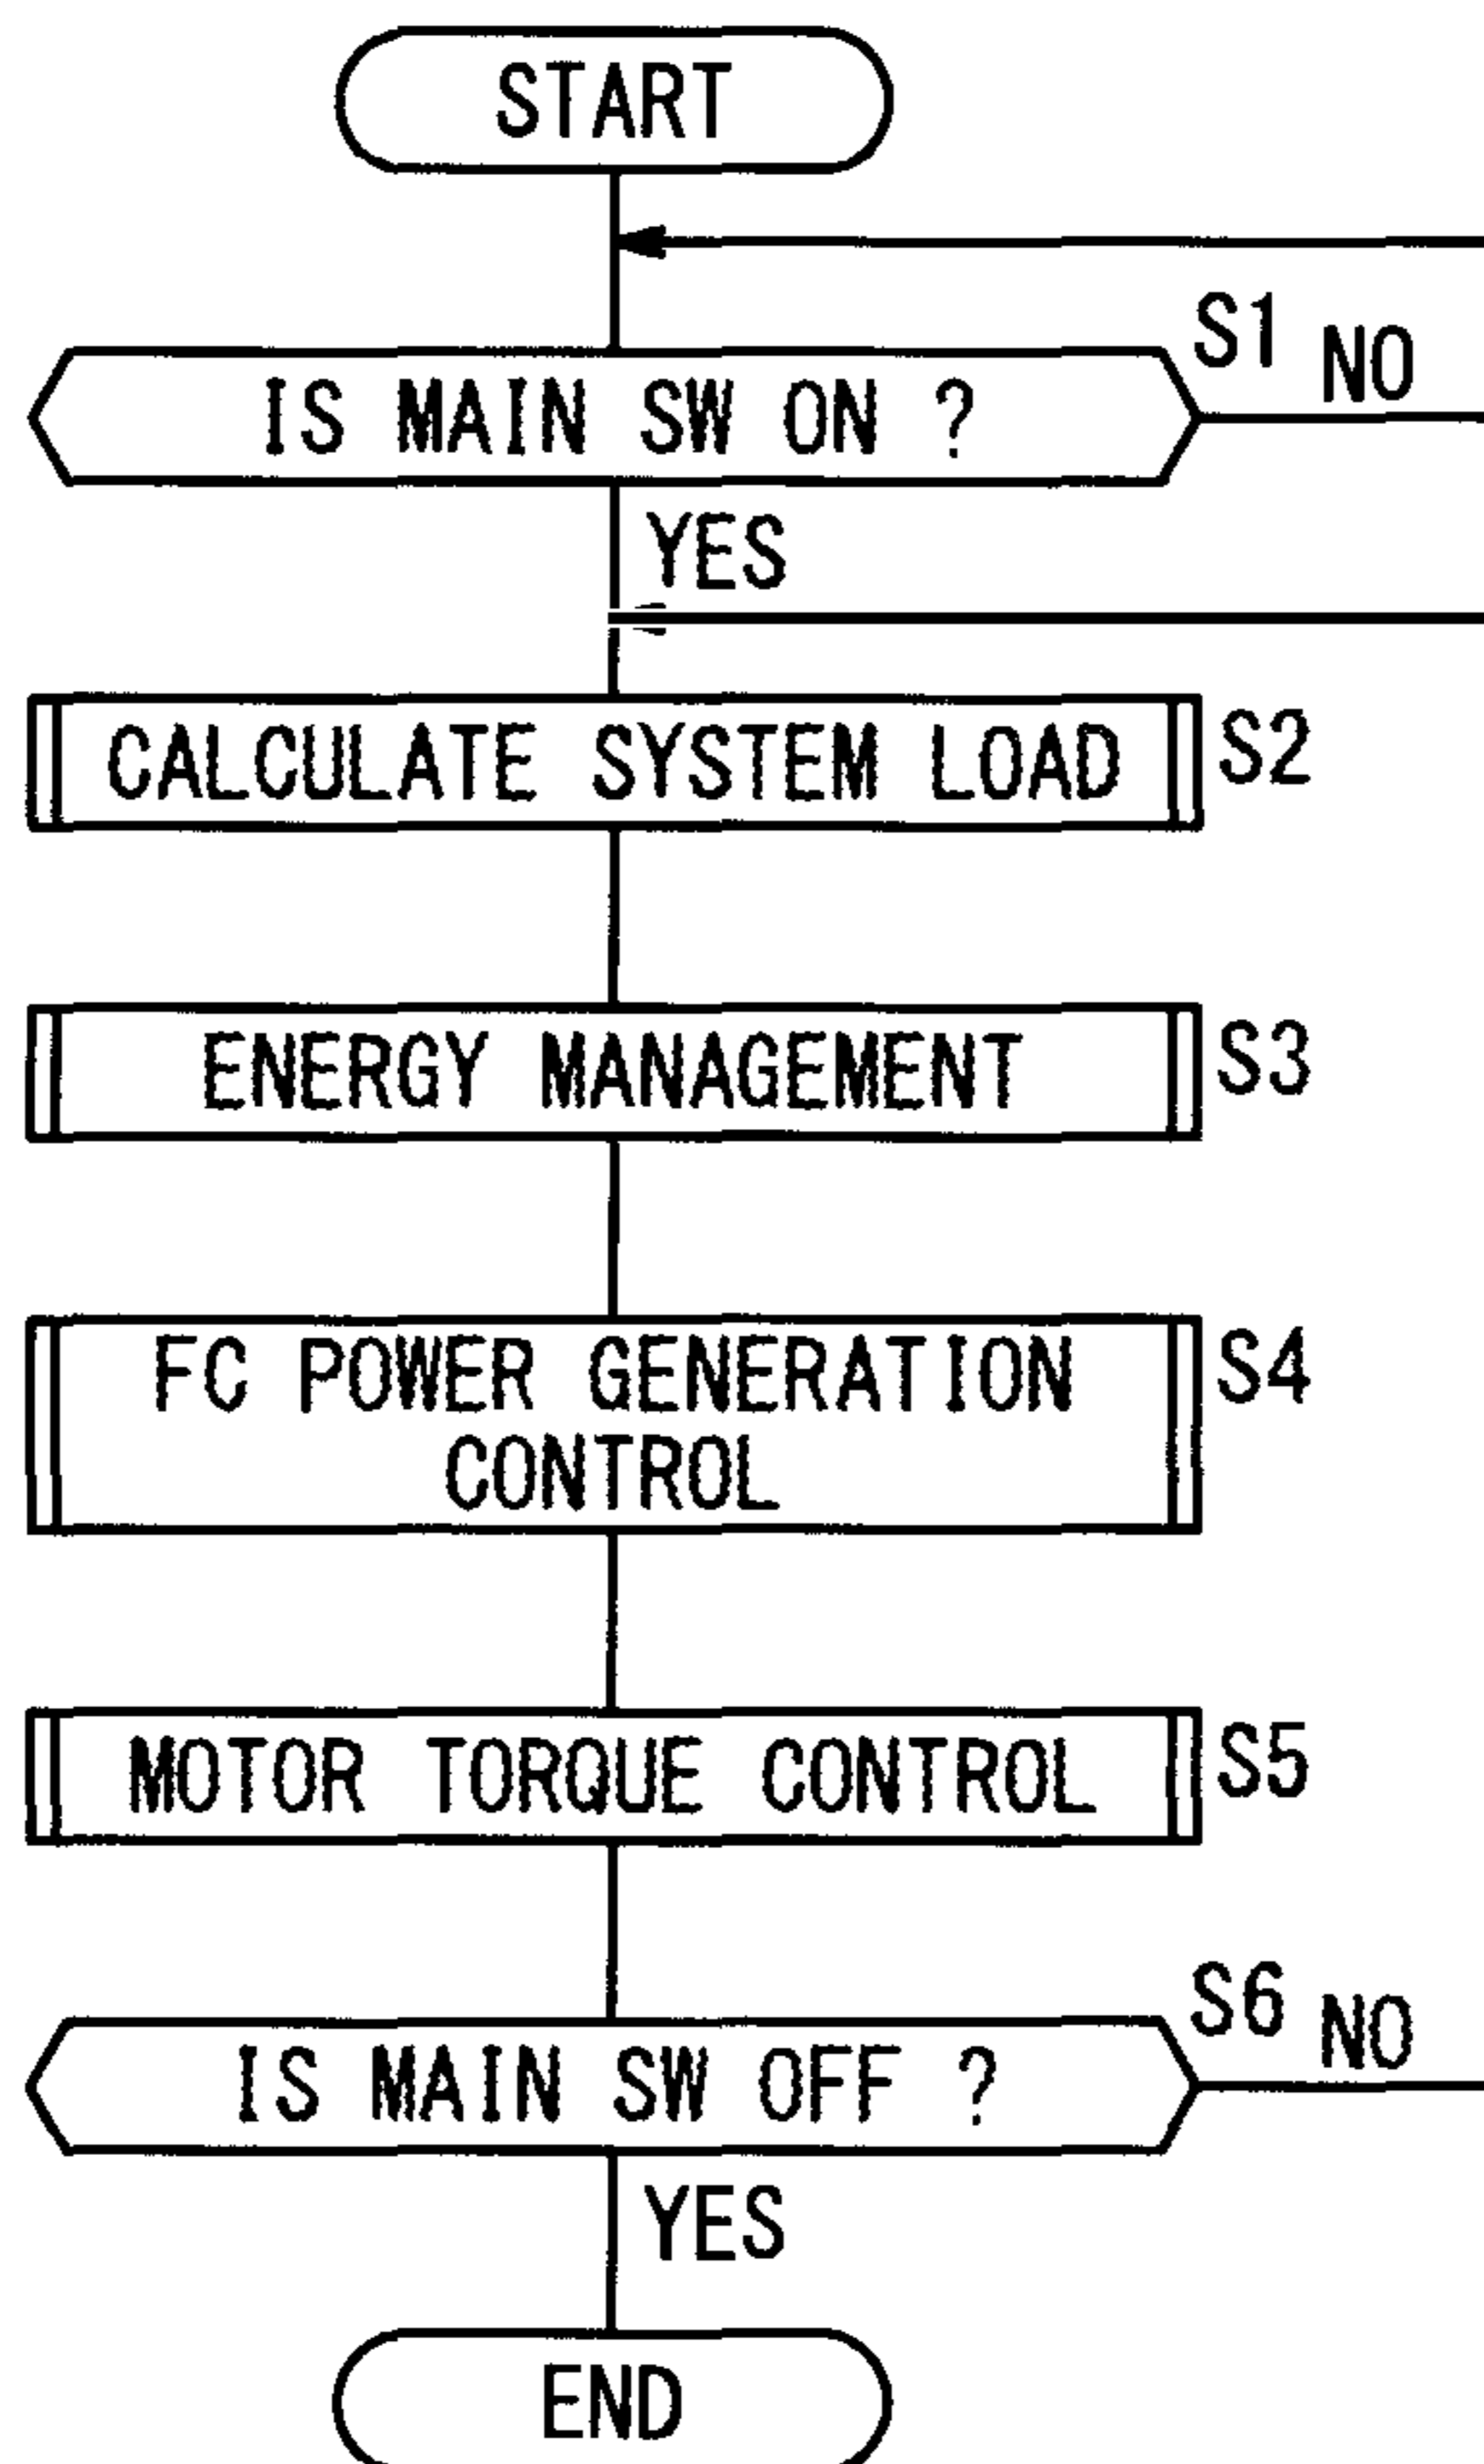 START
S1
NO
IS MAIN SW ON ?
YES
CALCULATE SYSTEM LOAD
S2
ENERGY MANAGEMENT
S3
FC POWER GENERATION
CONTROL
S4
MOTOR TORQUE CONTROL
S5
S6
NO
IS MAIN SW OFF ?
YES
END